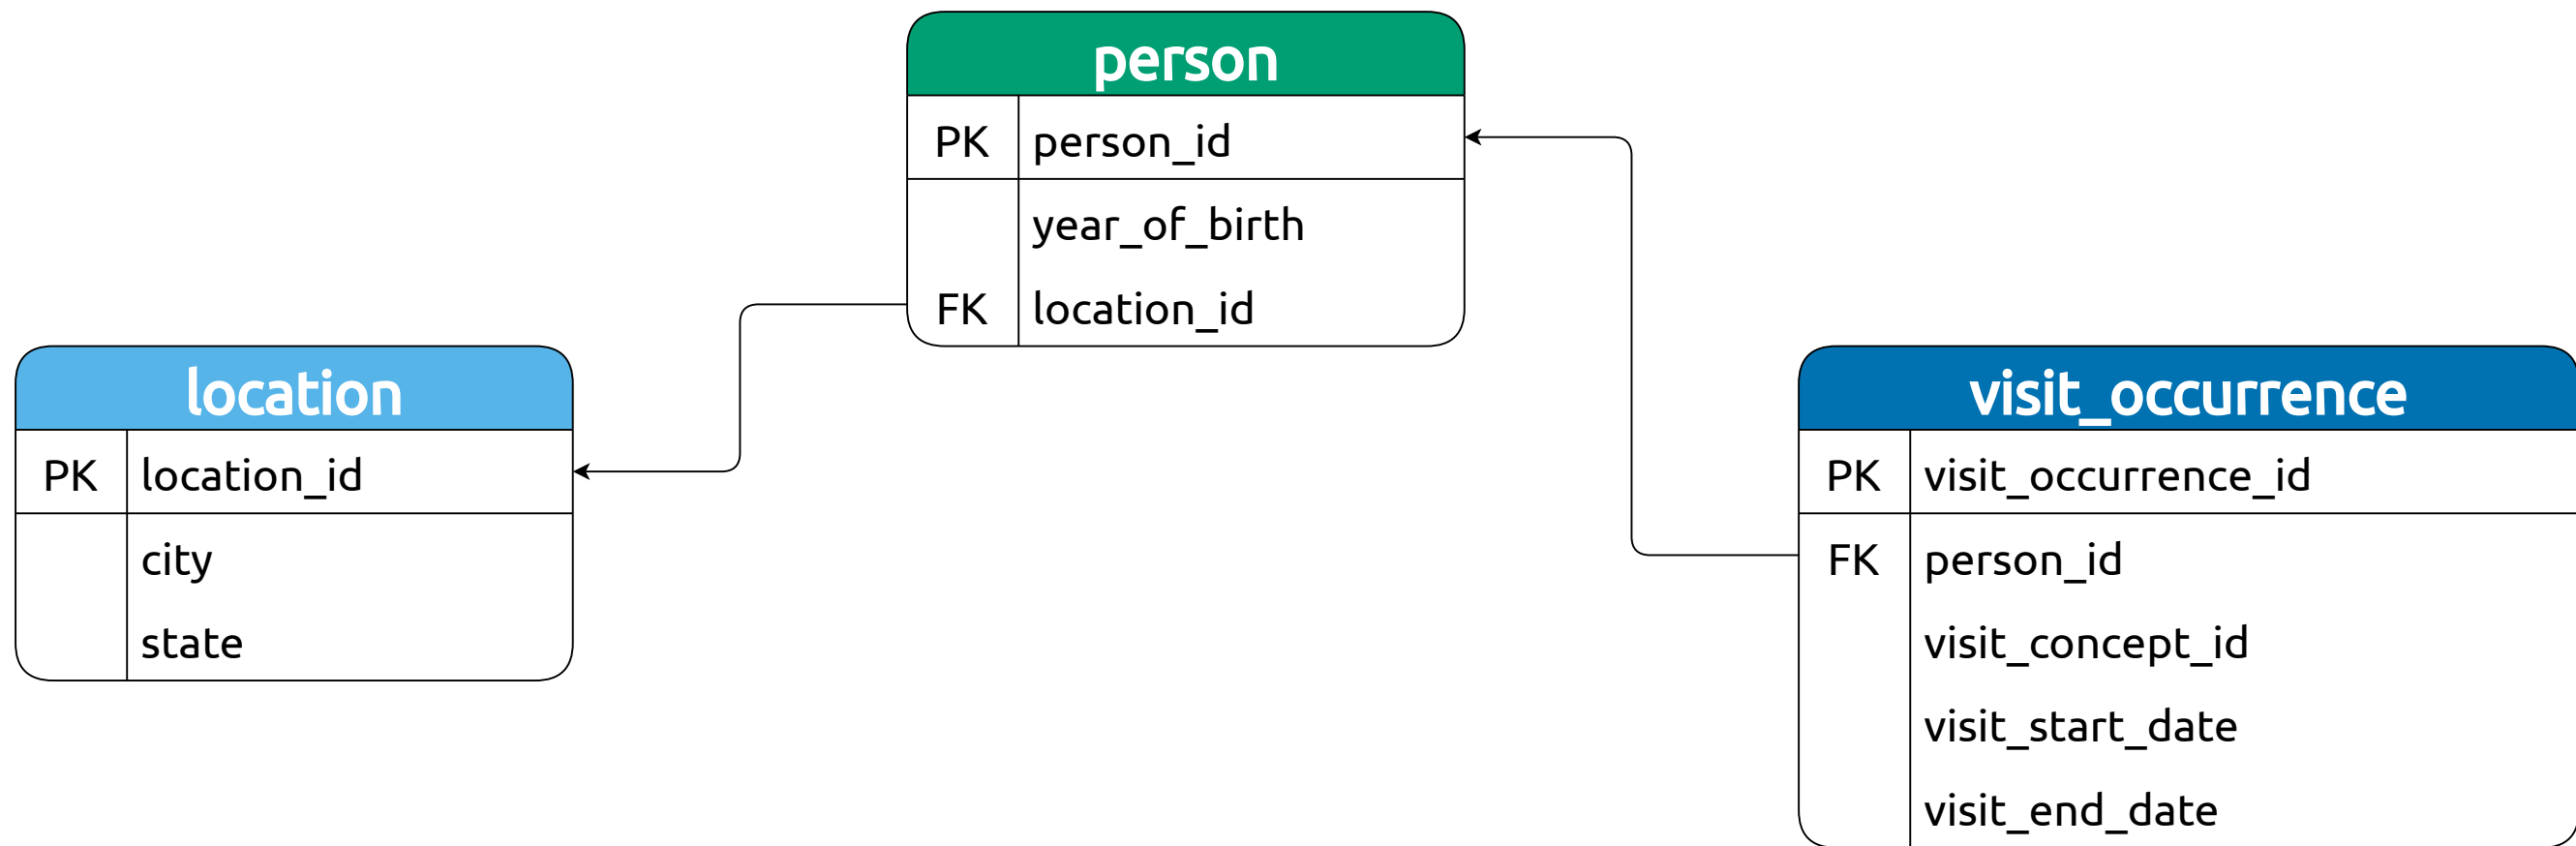 person
PK person_id
year_of_birth
FK location_id
location
PK location_id
city
state
visit_occurrence
PK visit_occurrence_id
FK person_id
visit_concept_id
visit_start_date
visit_end_date